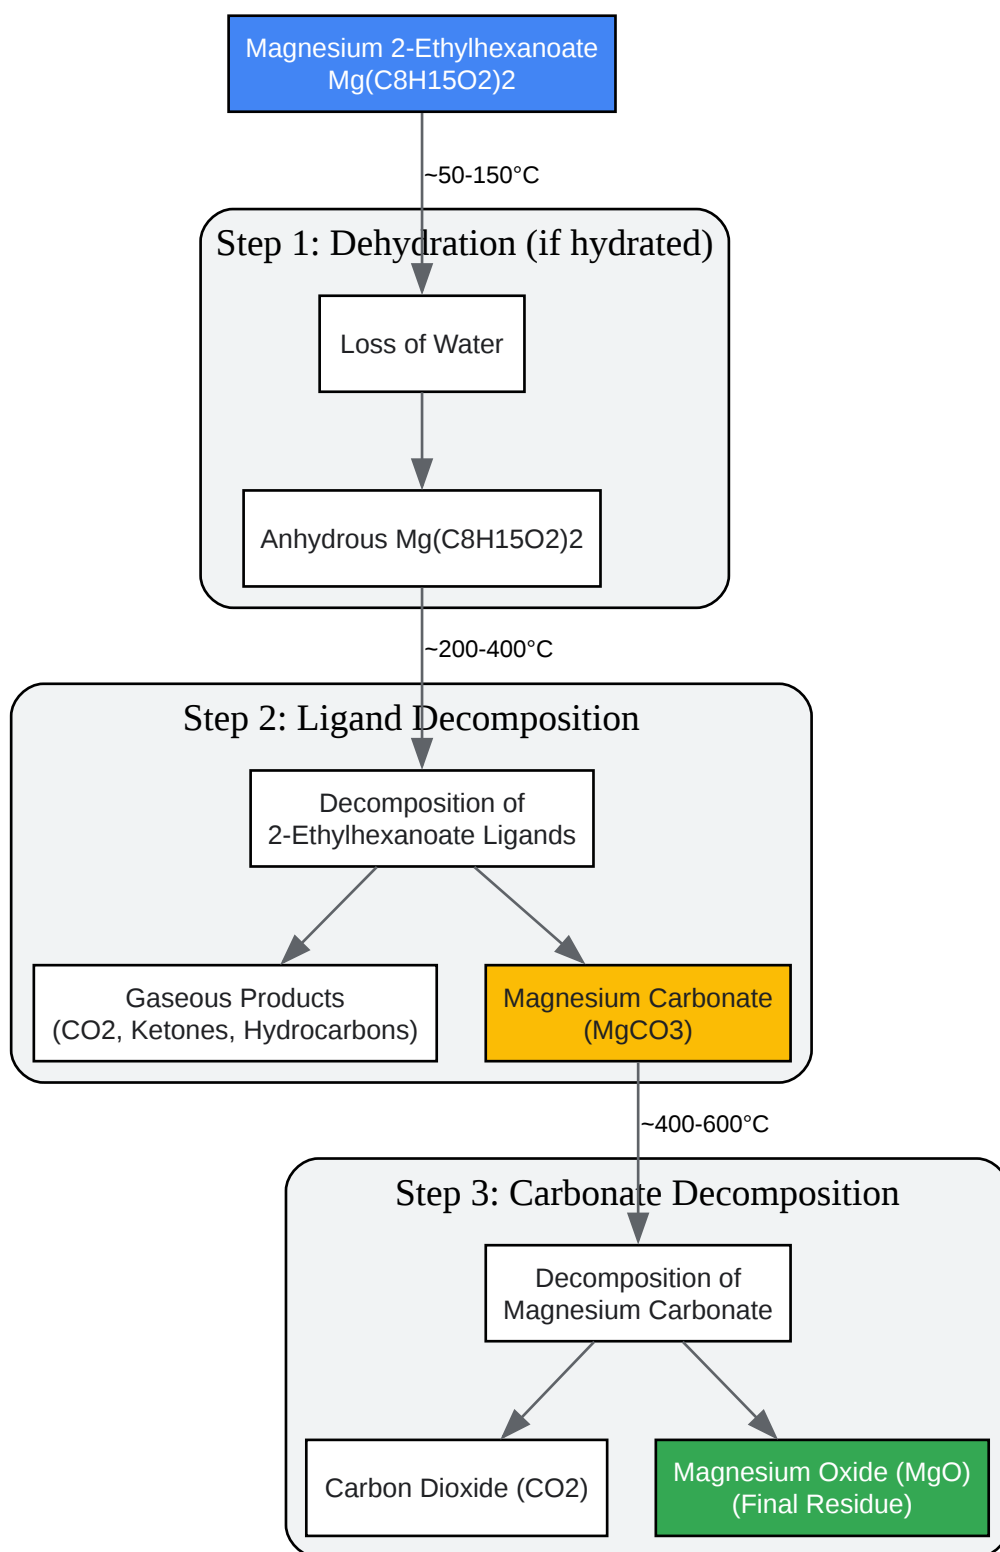 Magnesium 2-Ethylhexanoate
Mg(C8H15O2)2
~50-150°C
Step 1: Dehydration (if hydrated)
Loss of Water
Anhydrous Mg(C8H15O2)2
~200-400°C
Step 2: Ligand Decomposition
Decomposition of
2-Ethylhexanoate Ligands
Gaseous Products
(CO2, Ketones, Hydrocarbons)
Magnesium Carbonate
(MgCO3)
~400-600°C
Step 3: Carbonate Decomposition
Decomposition of
Magnesium Carbonate
Carbon Dioxide (CO2)
Magnesium Oxide (MgO)
(Final Residue)